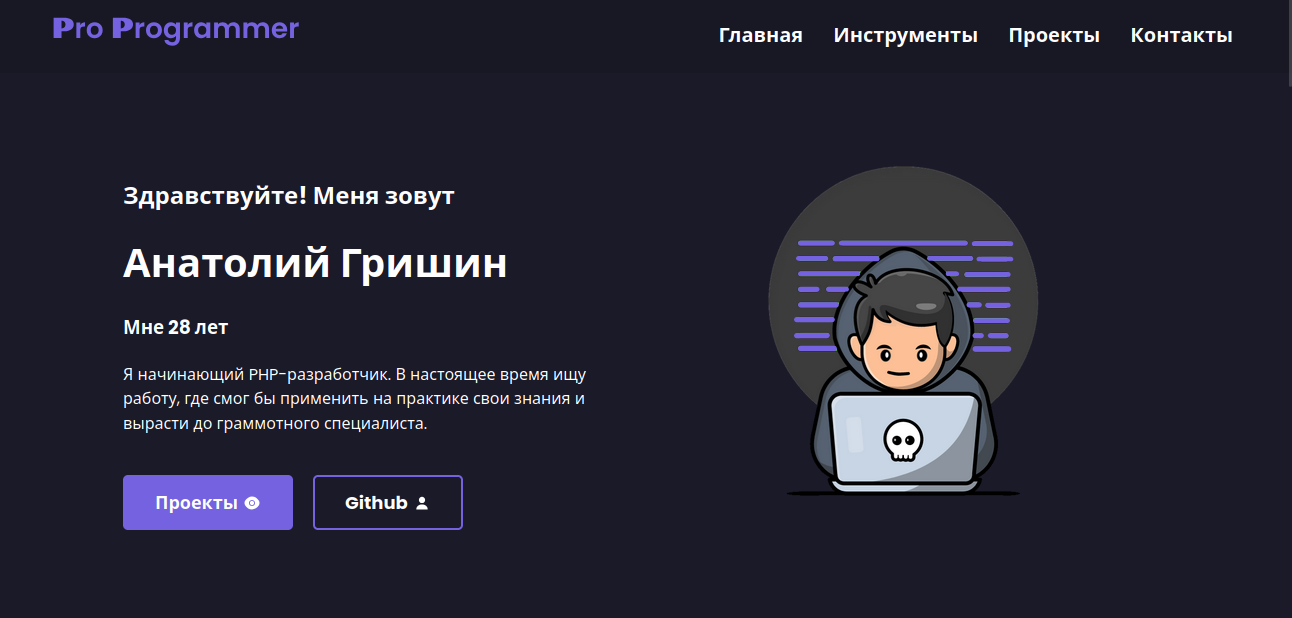 Pro Programmer
Главная Инструменты Проекты Контакты
Здравствуйте! Меня зовут
Анатолий Гришин
Мне 28 лет
Я начинающий PHP-разработчик. В настоящее время ищу
работу, где смог бы применить на практике свои знания и
вырасти до граммотного специалиста.
Проекты
Github